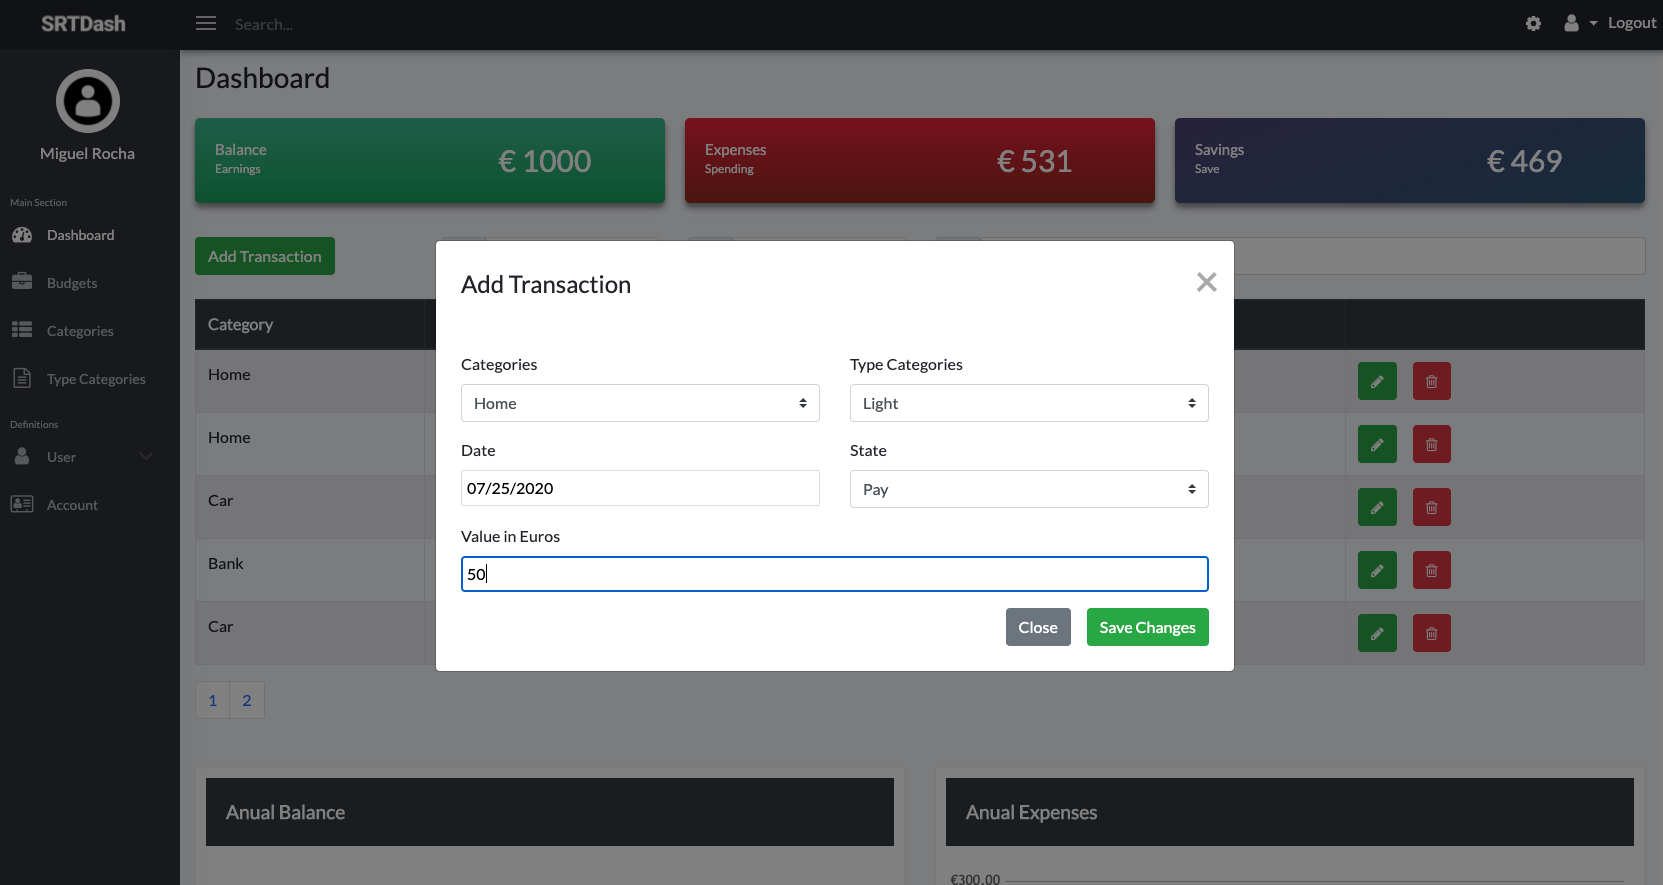 SRTDash
Search...
Logout
Miguel Rocha
Main Section
Dashboard
Budgets
Categories
Type Categories
Definitions
User
Account
Dashboard
Balance
Earnings
€ 1000
Expenses
Spending
€ 531
Savings
Save
€ 469
Add Transaction
Category
Home
Home
Car
Bank
Car
1 2
Add Transaction
Categories
Type Categories
Home
Light
Date
State
07/25/2020
Pay
Value in Euros
50
Close
Save Changes
Anual Balance
Anual Expenses
€300,00